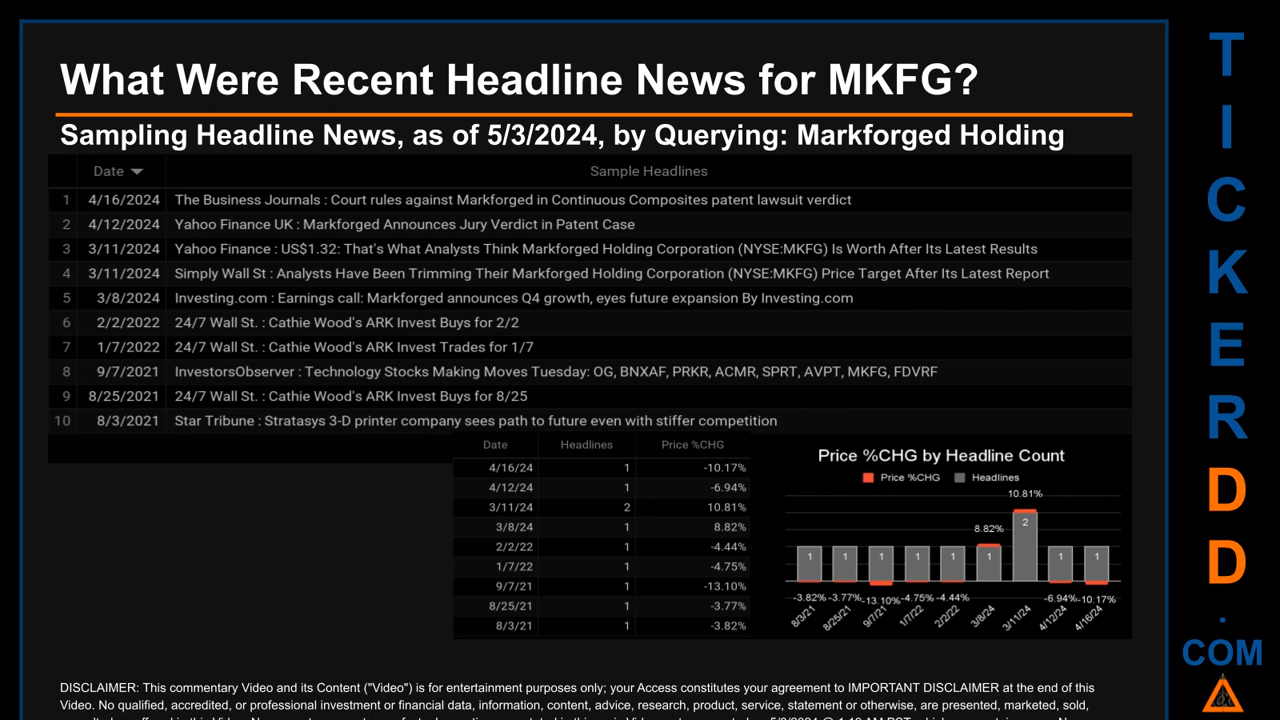 What Were Recent Headline News for MKFG?
Sampling Headline News, as of 5/3/2024, by Querying: Markforged Holding
Date Sample Headlines
1 4/16/2024 The Business Journals : Court rules against Markforged in Continuous Composites patent lawsuit verdict
2 4/12/2024 Yahoo Finance UK : Markforged Announces Jury Verdict in Patent Case
3 3/11/2024 Yahoo Finance : US$1.32: That's What Analysts Think Markforged Holding Corporation (NYSE:MKFG) Is Worth After Its Latest Results
4 3/11/2024 Simply Wall St : Analysts Have Been Trimming Their Markforged Holding Corporation (NYSE:MKFG) Price Target After Its Latest Report
5 3/8/2024 Investing.com : Earnings call: Markforged announces Q4 growth, eyes future expansion By Investing.com
6 2/2/2022 24/7 Wall St. : Cathie Wood's ARK Invest Buys for 2/2
7 1/7/2022 24/7 Wall St. : Cathie Wood's ARK Invest Trades for 1/7
8 9/7/2021 InvestorsObserver : Technology Stocks Making Moves Tuesday: OG, BNXAF, PRKR, ACMR, SPRT, AVPT, MKFG, FDVRF
9 8/25/2021 24/7 Wall St. : Cathie Wood's ARK Invest Buys for 8/25
10 8/3/2021 Star Tribune : Stratasys 3-D printer company sees path to future even with stiffer competition
Date Headlines Price %CHG
4/16/24 1 -10.17%
4/12/24 1 -6.94%
3/11/24 2 10.81%
3/8/24 1 8.82%
2/2/22 1 -4.44%
1/7/22 1 -4.75%
9/7/21 1 -13.10%
8/25/21 1 -3.77%
8/3/21 1 -3.82%
Price %CHG by Headline Count
Price %CHG Headlines
10.81%
8.82%
2
1 1 1 1 1 1 1 1
-3.82% -3.77% -13.10% -4.75% -4.44% -6.94% -10.17%
8/3/21 8/25/21 9/7/21 1/7/22 2/2/22 3/8/24 3/11/24 4/12/24 4/16/24
DISCLAIMER: This commentary Video and its Content ("Video") is for entertainment purposes only; your Access constitutes your agreement to IMPORTANT DISCLAIMER at the end of this
Video. No qualified, accredited, or professional investment or financial data, information, content, advice, research, product, service, statement or otherwise, are presented, marketed, sold,
T
I
C
K
E
R
D
D
.
COM